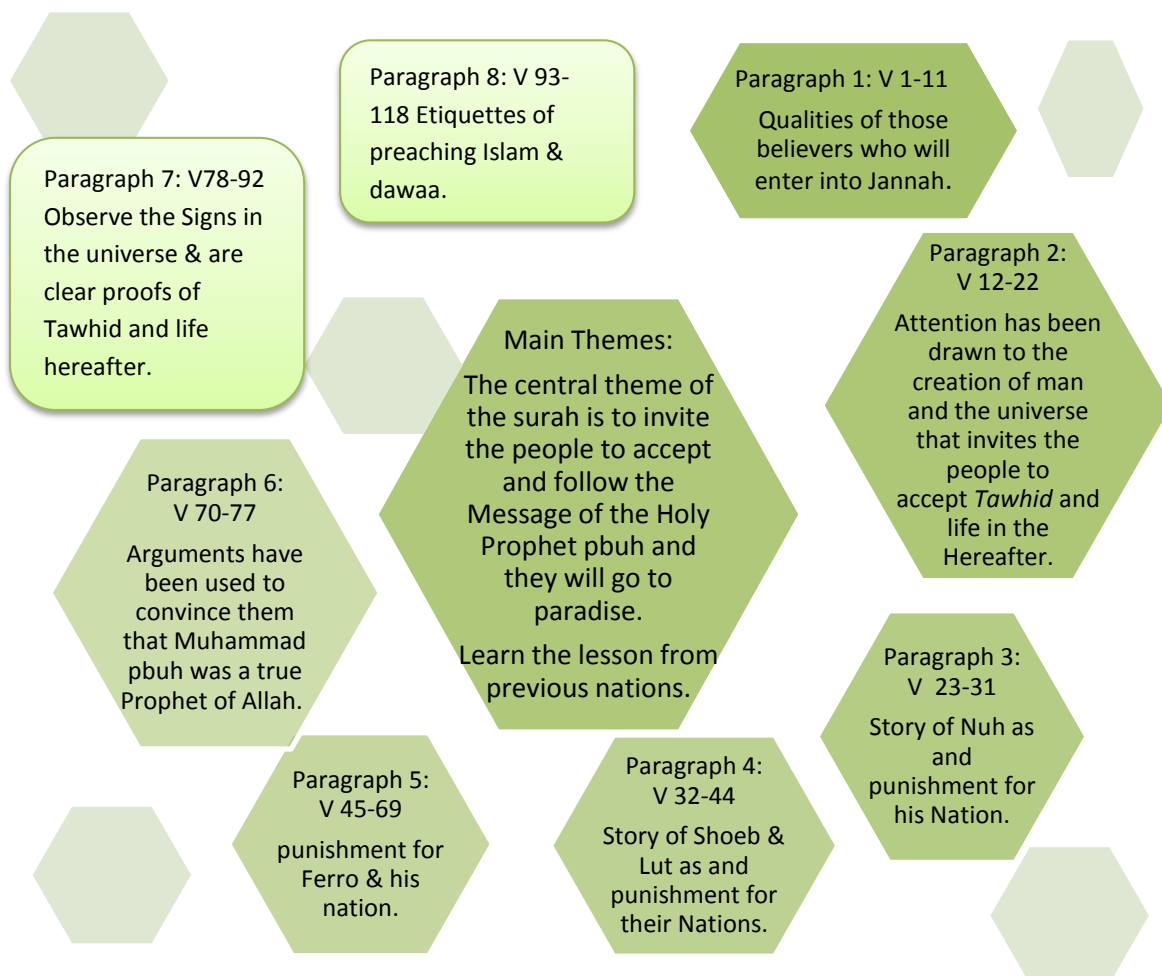 Paragraph 8: V 93-
118 Etiquettes of
preaching Islam &
dawaa.
Paragraph 1: V 1-11
Qualities of those
believers who will
enter into Jannah.
Paragraph 7: V78-92
Observe the Signs in
the universe & are
clear proofs of
Tawhid and life
hereafter.
Paragraph 2:
V 12-22
Attention has been
drawn to the
creation of man
and the universe
that invites the
people to
accept Tawhid and
life in the
Hereafter.
Main Themes:
The central theme of
the surah is to invite
the people to accept
and follow the
Message of the Holy
Prophet pbuh and
they will go to
paradise.
Learn the lesson from
previous nations.
Paragraph 6:
V 70-77
Arguments have
been used to
convince them
that Muhammad
pbuh was a true
Prophet of Allah.
Paragraph 3:
V 23-31
Story of Nuh as
and
punishment for
his Nation.
Paragraph 5:
V 45-69
punishment for
Ferro & his
nation.
Paragraph 4:
V 32-44
Story of Shoeb &
Lut as and
punishment for
their Nations.